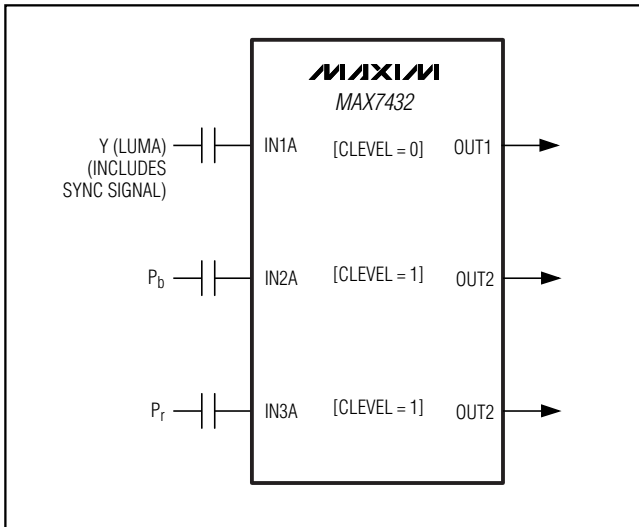 MAXIM
MAX7432
Y (LUMA)
(INCLUDES
SYNC SIGNAL)
IN1A [CLEVEL = 0] OUT1
Pb IN2A [CLEVEL = 1] OUT2
Pr IN3A [CLEVEL = 1] OUT2